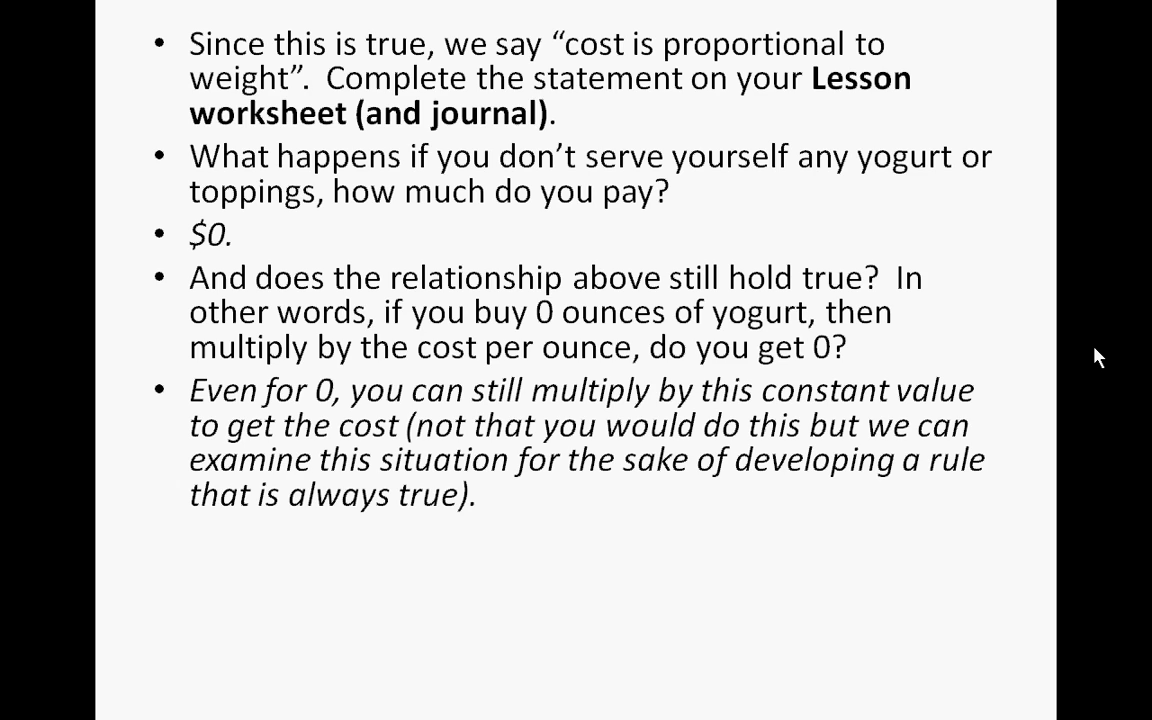 • Since this is true, we say “cost is proportional to
weight”.  Complete the statement on your Lesson
worksheet (and journal).
• What happens if you don’t serve yourself any yogurt or
toppings, how much do you pay?
• $0.
• And does the relationship above still hold true?  In
other words, if you buy 0 ounces of yogurt, then
multiply by the cost per ounce, do you get 0?
• Even for 0, you can still multiply by this constant value
to get the cost (not that you would do this but we can
examine this situation for the sake of developing a rule
that is always true).